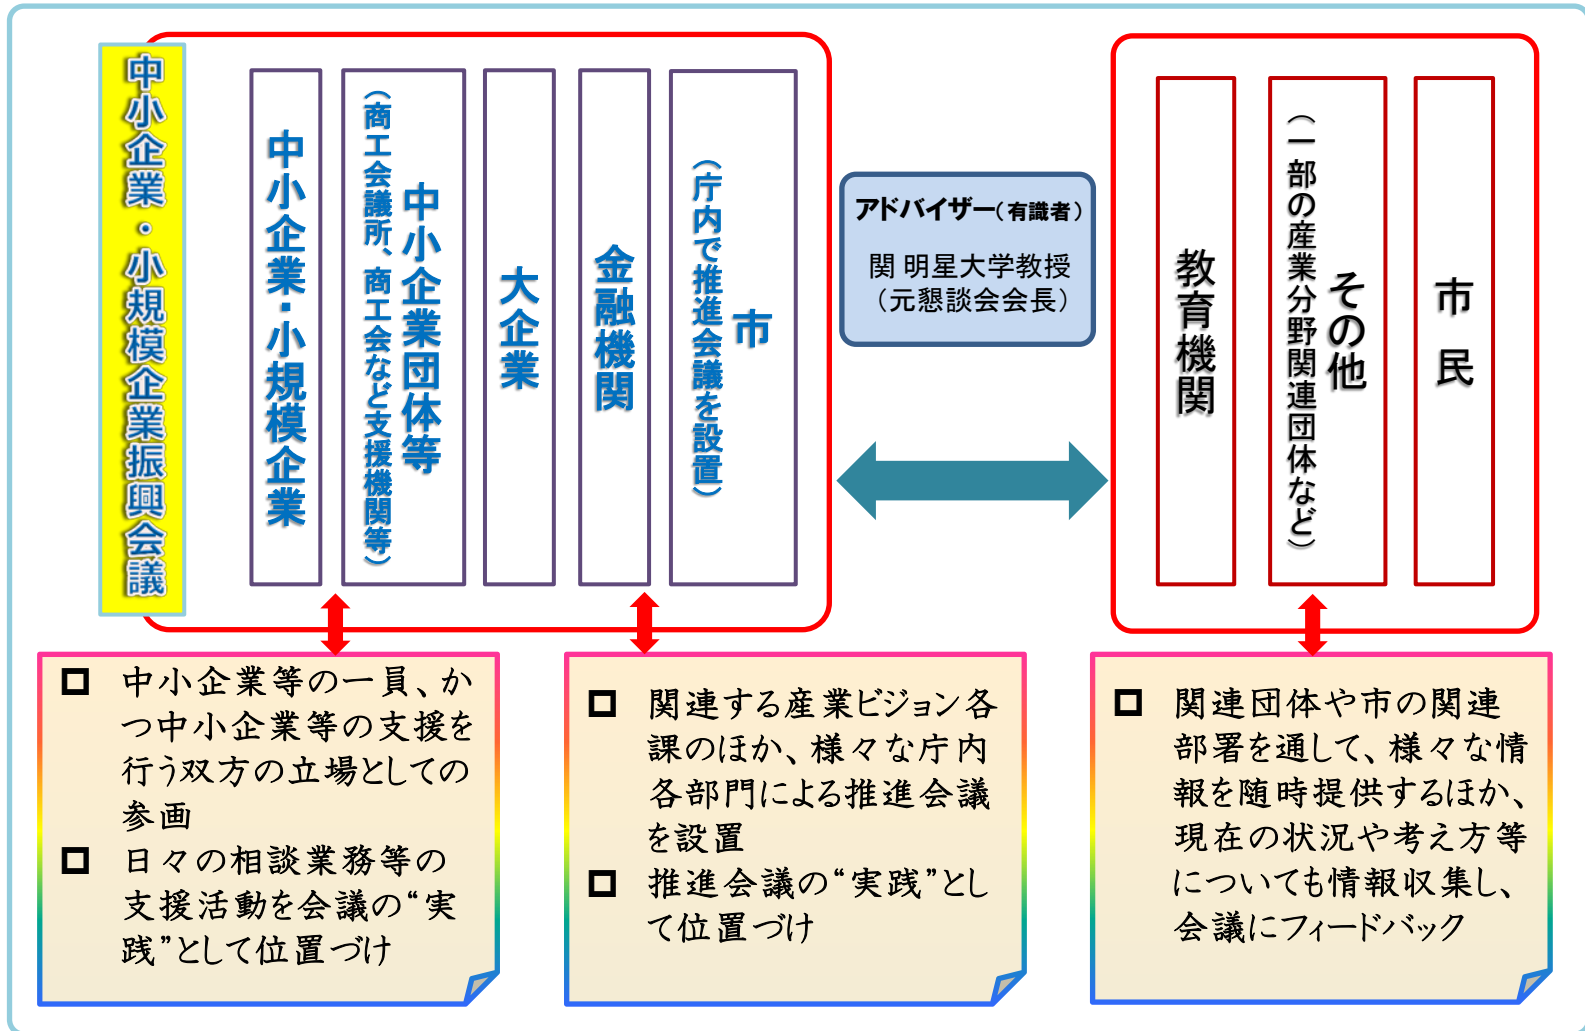 中小企業・小規模企業振興会議
中小企業・小規模企業
中小企業団体等
（商工会議所、商工会など支援機関等）
大企業
金融機関
市
（庁内で推進会議を設置）
アドバイザー（有識者）
関 明星大学教授
（元懇談会会長）
教育機関
その他
（一部の産業分野関連団体など）
市民
中小企業等の一員、か
つ中小企業等の支援を
行う双方の立場としての
参画
日々の相談業務等の
支援活動を会議の“実
践”として位置づけ
関連する産業ビジョン各
課のほか、様々な庁内
各部門による推進会議
を設置
推進会議の“実践”とし
て位置づけ
関連団体や市の関連
部署を通して、様々な情
報を随時提供するほか、
現在の状況や考え方等
についても情報収集し、
会議にフィードバック